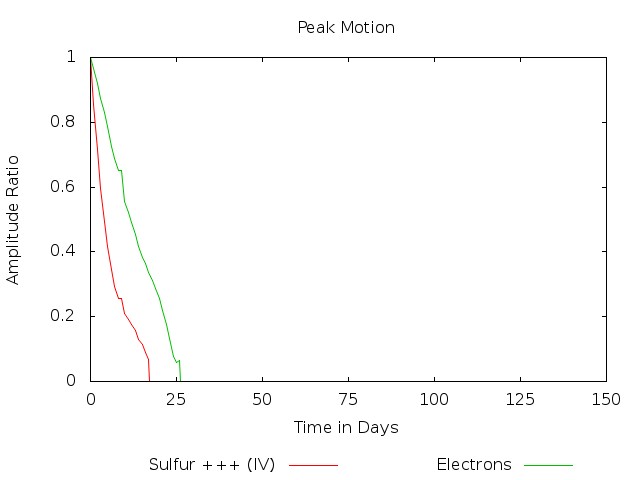 Peak Motion
1
0.8
0.6
0.4
0.2
0
Amplitude Ratio
0 25 50 75 100 125 150
Time in Days
Sulfur +++ (IV) Electrons